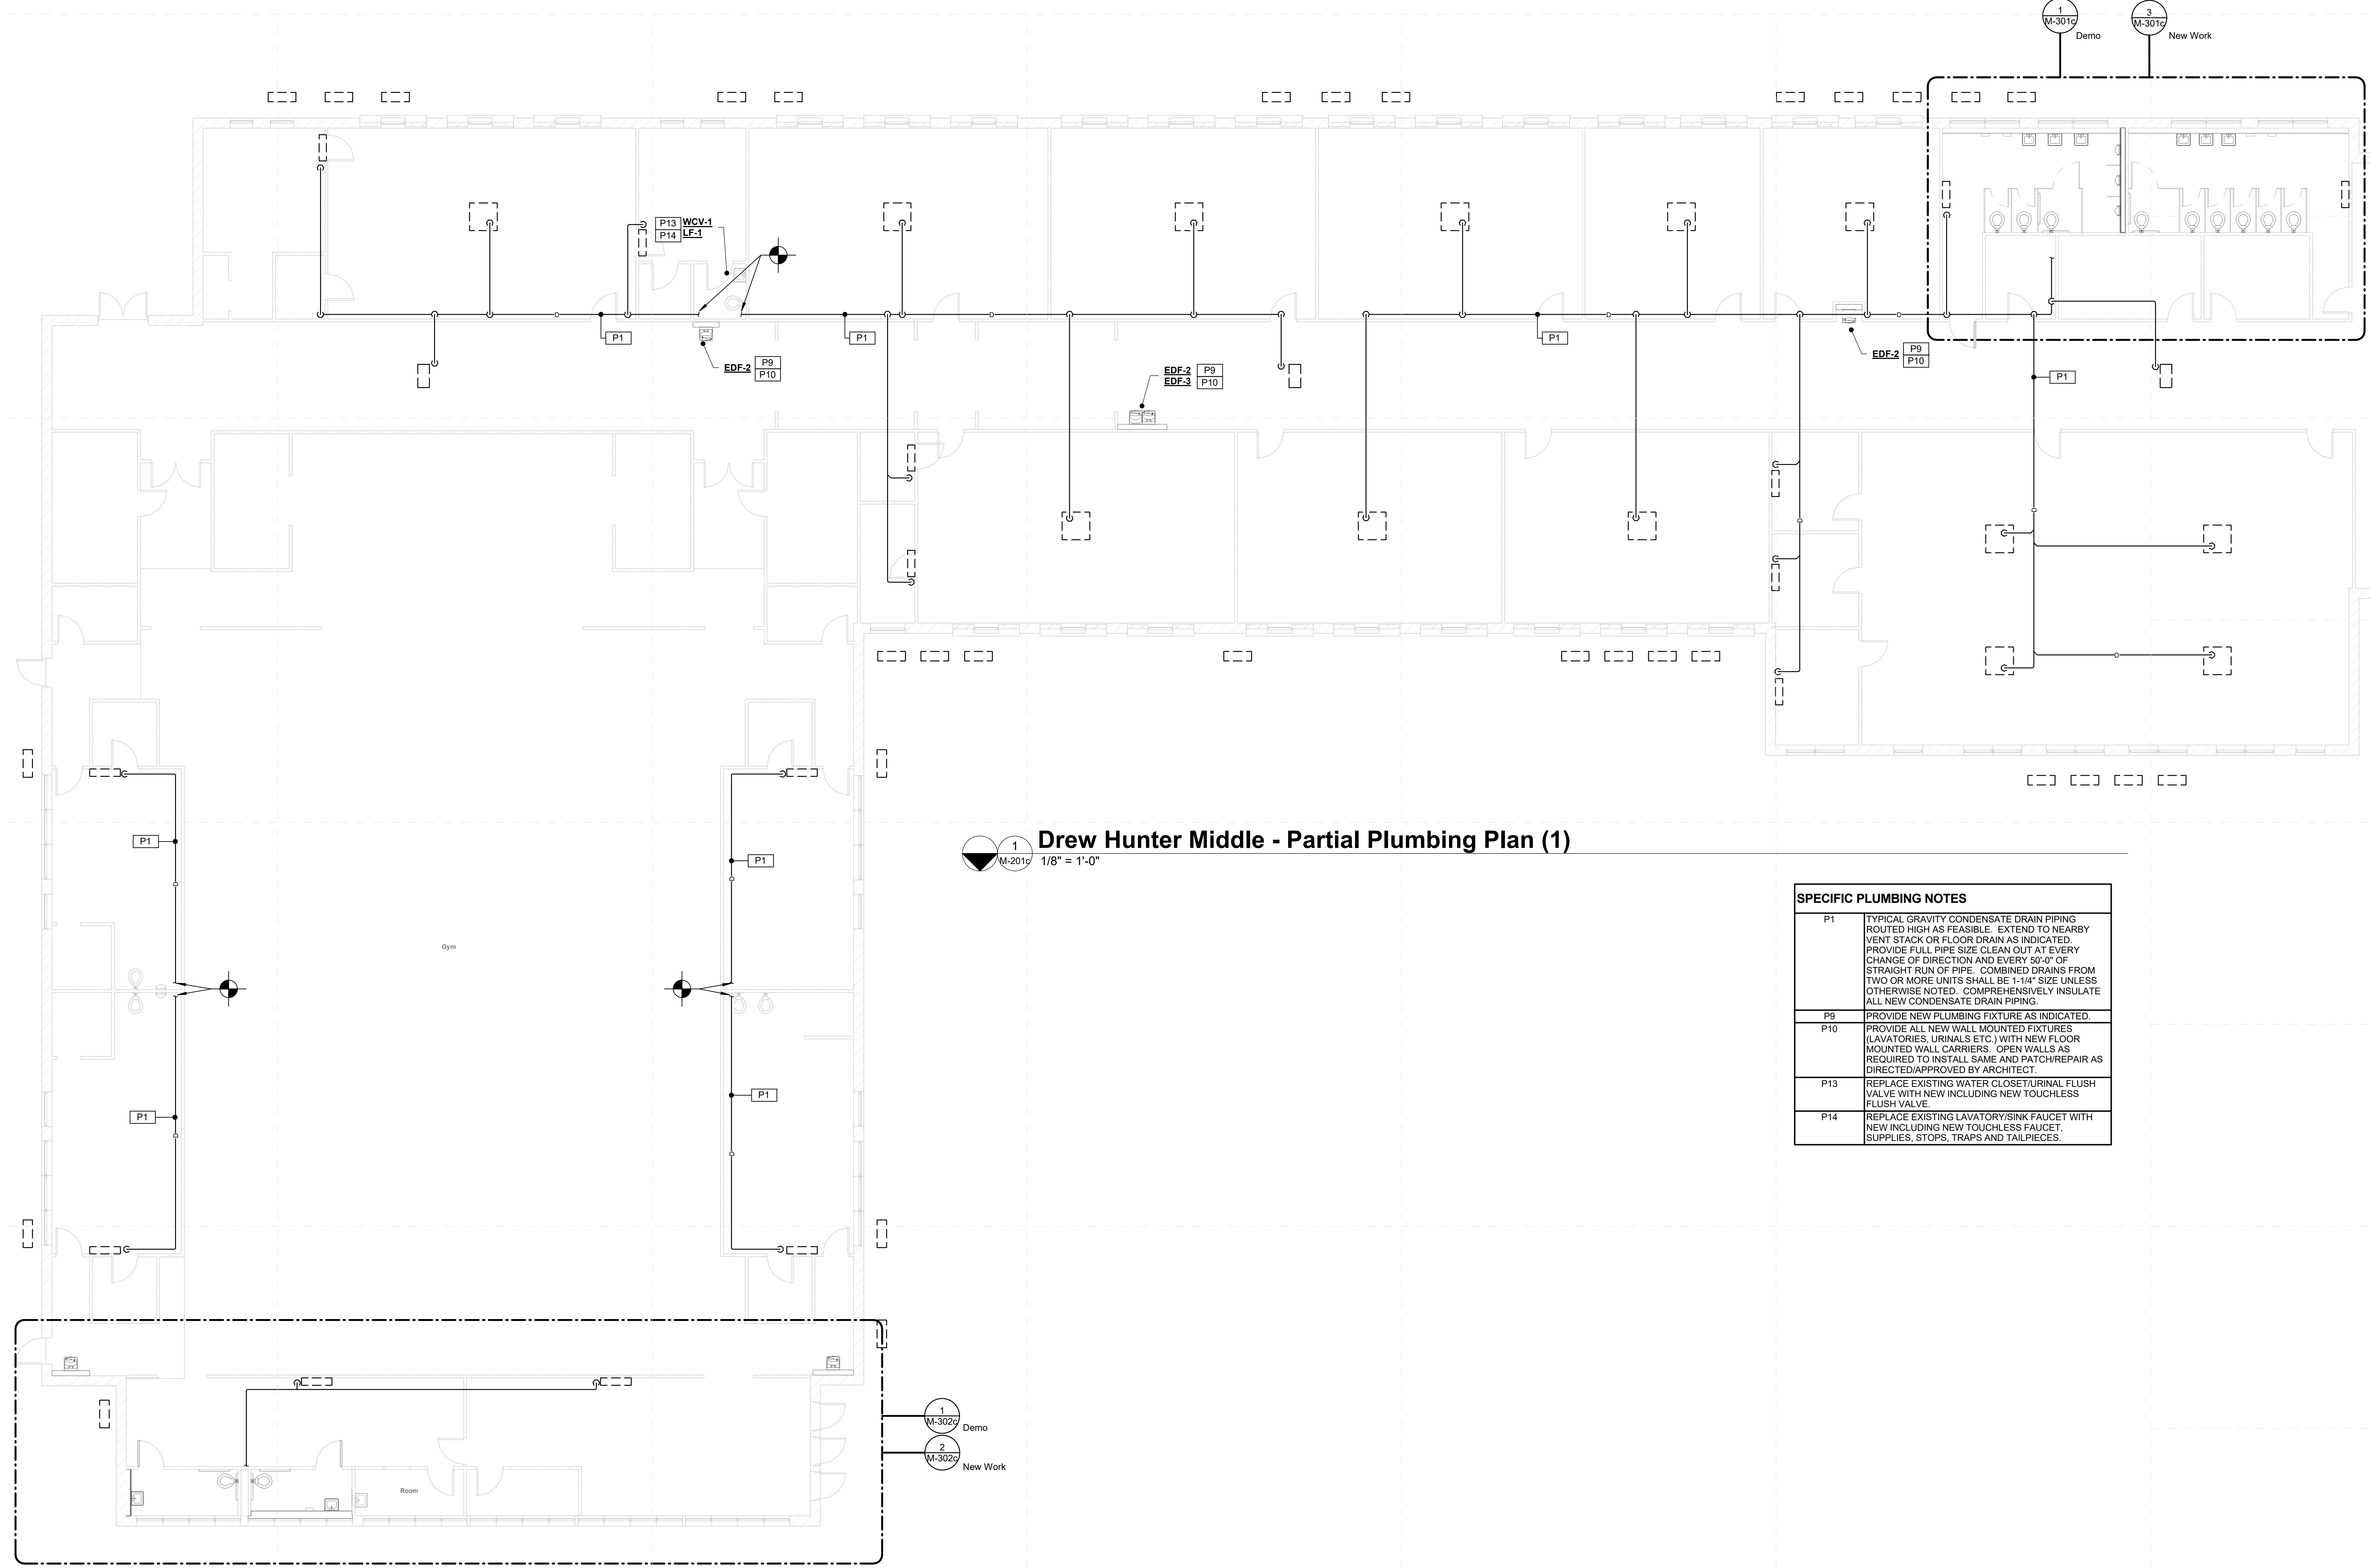 1
M-301c
Demo
3
M-301c
New Work
P13 WCV-1
P14 LF-1
P1
P1
P1
EDF-2 P9
P10
EDF-2 P9
EDF-3 P10
EDF-2 P9
P10
P1
P1
P1
1
M-201c
Drew Hunter Middle - Partial Plumbing Plan (1)
1/8" = 1'-0"
SPECIFIC PLUMBING NOTES
P1 TYPICAL GRAVITY CONDENSATE DRAIN PIPING
ROUTED HIGH AS FEASIBLE. EXTEND TO NEARBY
VENT STACK OR FLOOR DRAIN AS INDICATED.
PROVIDE FULL PIPE SIZE CLEAN OUT AT EVERY
CHANGE OF DIRECTION AND EVERY 50'-0" OF
STRAIGHT RUN OF PIPE. COMBINED DRAINS FROM
TWO OR MORE UNITS SHALL BE 1-1/4" SIZE UNLESS
OTHERWISE NOTED. COMPREHENSIVELY INSULATE
ALL NEW CONDENSATE DRAIN PIPING.
P9 PROVIDE NEW PLUMBING FIXTURE AS INDICATED.
P10 PROVIDE ALL NEW WALL MOUNTED FIXTURES
(LAVATORIES, URINALS ETC.) WITH NEW FLOOR
MOUNTED WALL CARRIERS. OPEN WALLS AS
REQUIRED TO INSTALL SAME AND PATCH/REPAIR AS
DIRECTED/APPROVED BY ARCHITECT.
P13 REPLACE EXISTING WATER CLOSET/URINAL FLUSH
VALVE WITH NEW INCLUDING NEW TOUCHLESS
FLUSH VALVE.
P14 REPLACE EXISTING LAVATORY/SINK FAUCET WITH
NEW INCLUDING NEW TOUCHLESS FAUCET,
SUPPLIES, STOPS, TRAPS AND TAILPIECES.
Gym
P1
P1
1
M-302c
Demo
2
M-302c
New Work
Room